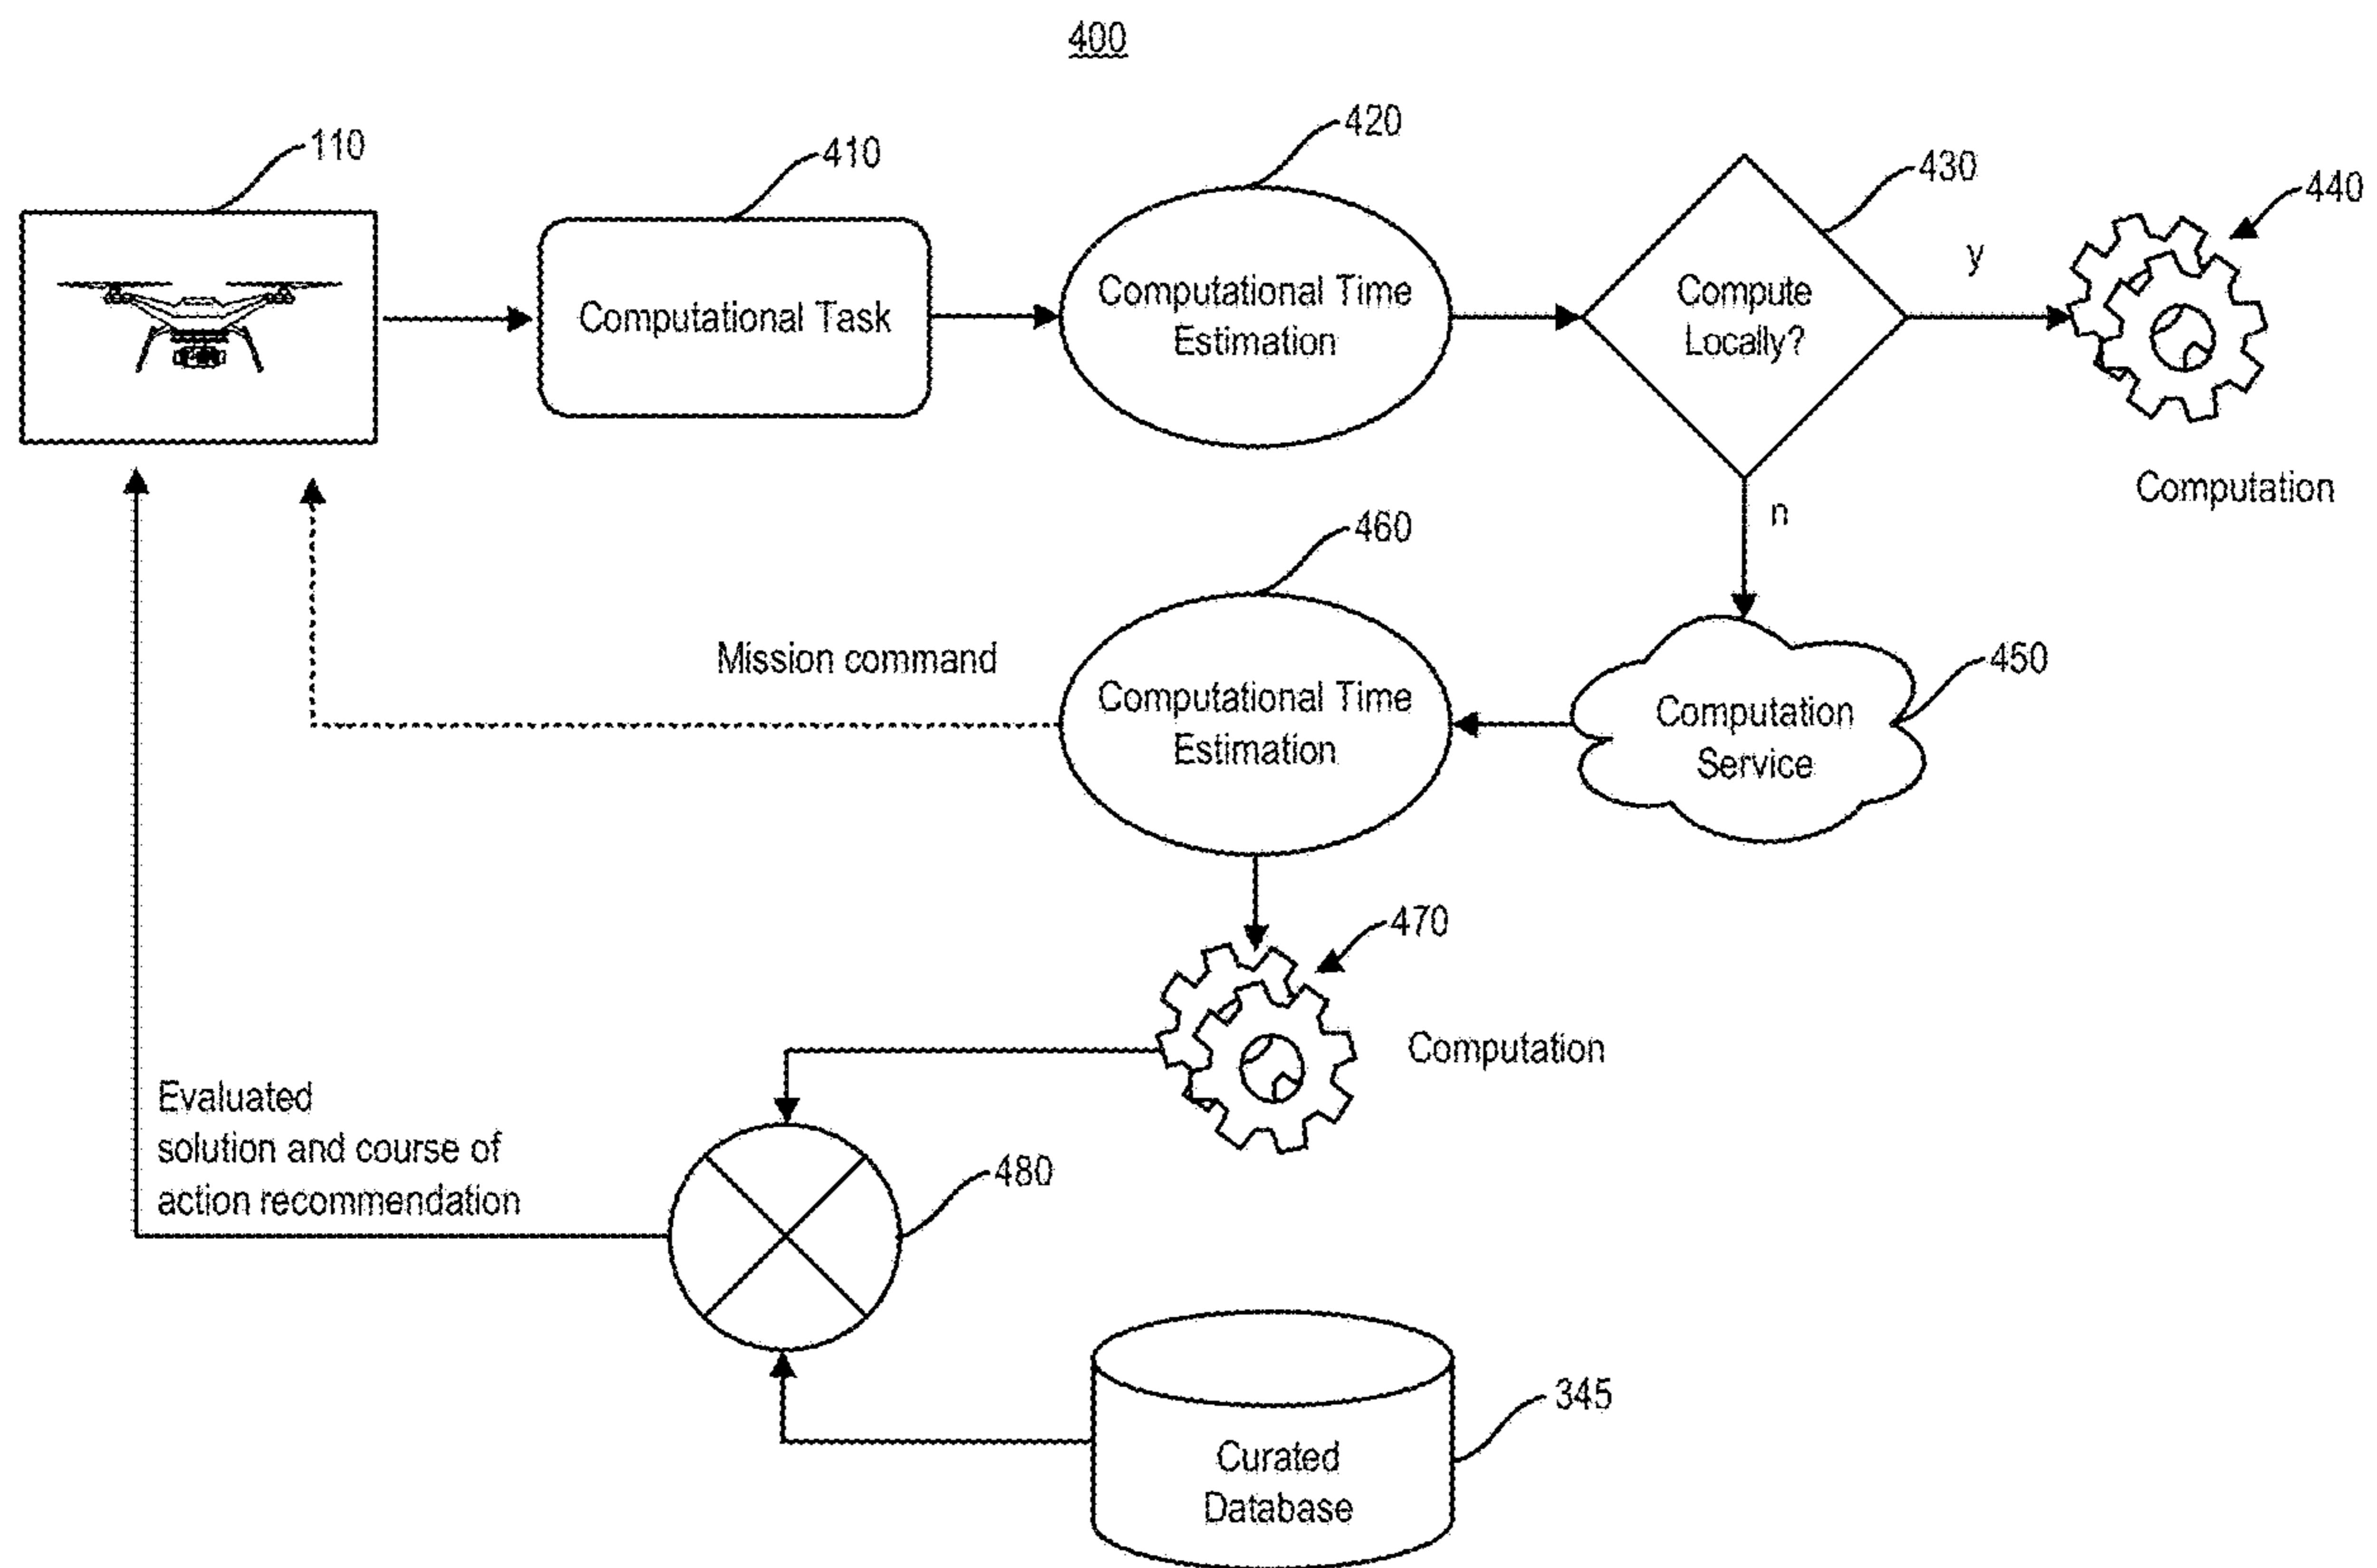 400
110
410
420
430
440
Computational Task
Computational Time
Estimation
Compute
Locally?
y
Computation
n
460
Mission command
Computational Time
Estimation
450
Computation
Service
470
Computation
Evaluated
solution and course of
action recommendation
480
345
Curated
Database